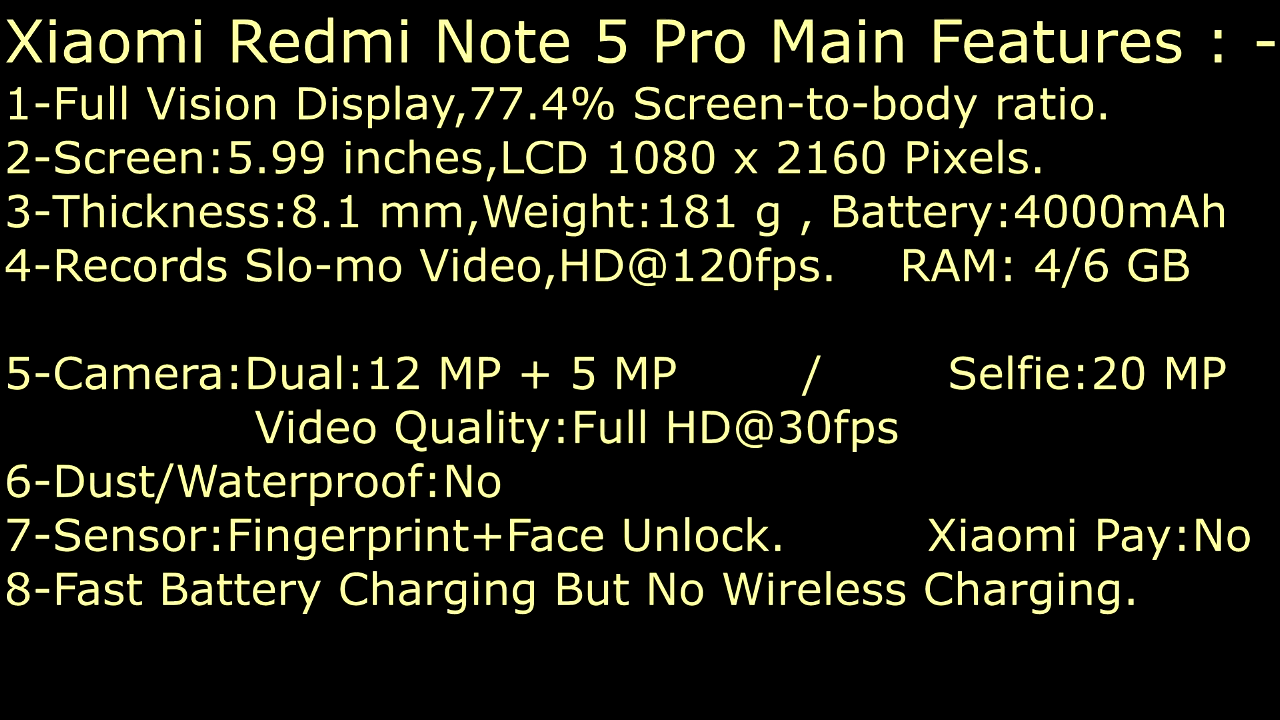 Xiaomi Redmi Note 5 Pro Main Features : -
1-Full Vision Display,77.4% Screen-to-body ratio.
2-Screen:5.99 inches,LCD 1080 x 2160 Pixels.
3-Thickness:8.1 mm,Weight:181 g , Battery:4000mAh
4-Records Slo-mo Video,HD@120fps. RAM: 4/6 GB
5-Camera:Dual:12 MP + 5 MP / Selfie:20 MP
Video Quality:Full HD@30fps
6-Dust/Waterproof:No
7-Sensor:Fingerprint+Face Unlock. Xiaomi Pay:No
8-Fast Battery Charging But No Wireless Charging.